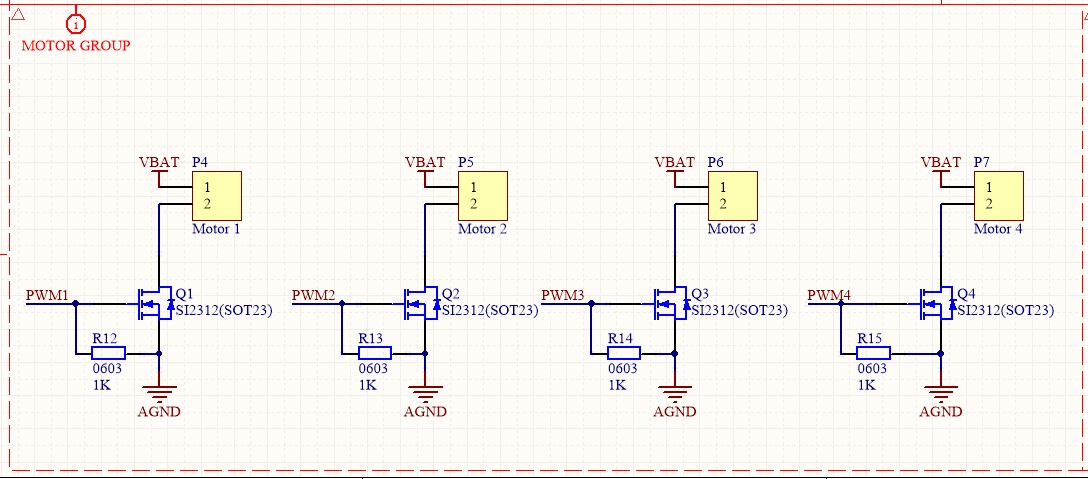 i
MOTOR GROUP
VBAT P4
1
2
Motor 1
PWM1
Q1
SI2312(SOT23)
R12
0603
1K
AGND
VBAT P5
1
2
Motor 2
PWM2
Q2
SI2312(SOT23)
R13
0603
1K
AGND
VBAT P6
1
2
Motor 3
PWM3
Q3
SI2312(SOT23)
R14
0603
1K
AGND
VBAT P7
1
2
Motor 4
PWM4
Q4
SI2312(SOT23)
R15
0603
1K
AGND